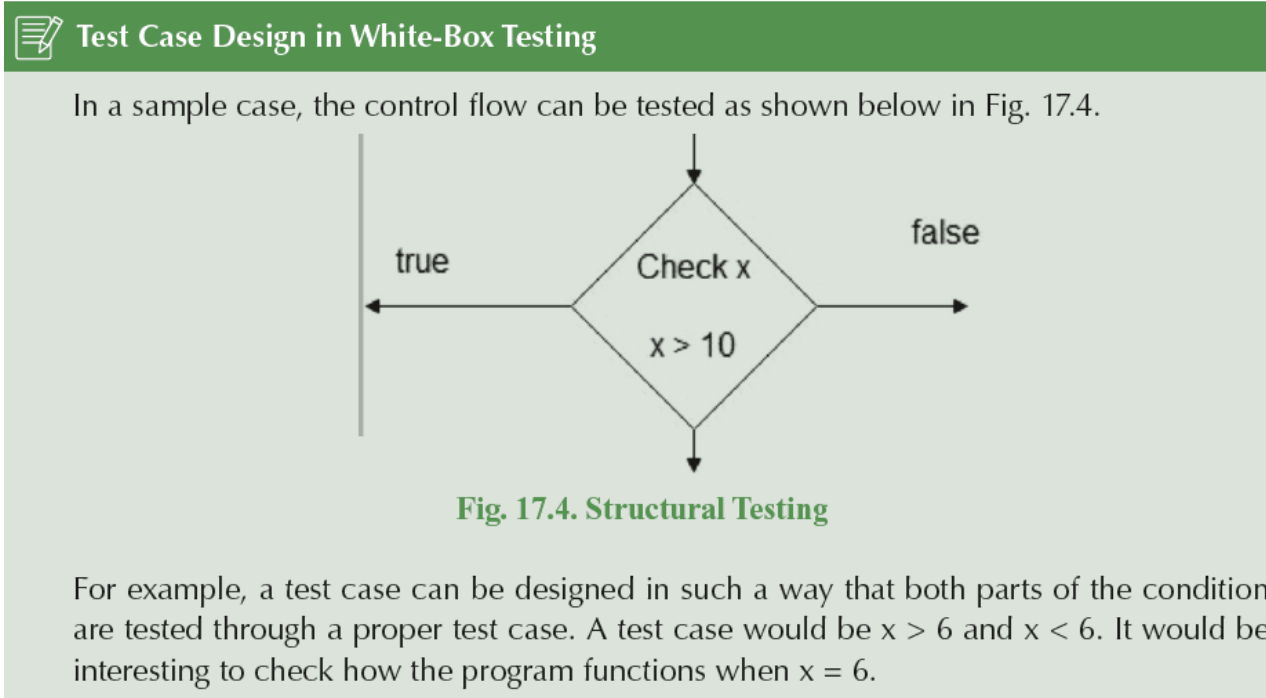 Test Case Design in White-Box Testing
In a sample case, the control flow can be tested as shown below in Fig. 17.4.
false
true
Check x
x > 10
Fig. 17.4. Structural Testing
For example, a test case can be designed in such a way that both parts of the condition
are tested through a proper test case. A test case would be x > 6 and x < 6. It would be
interesting to check how the program functions when x = 6.